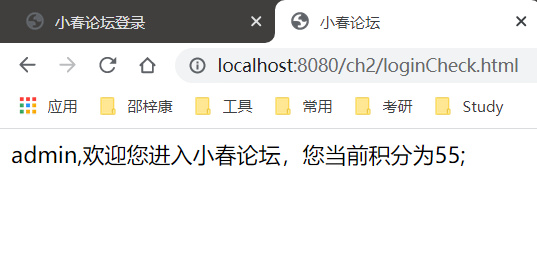 小春论坛登录
小春论坛
localhost:8080/ch2/loginCheck.html
应用 邵梓康 工具 常用 考研 Study
admin,欢迎您进入小春论坛，您当前积分为55;